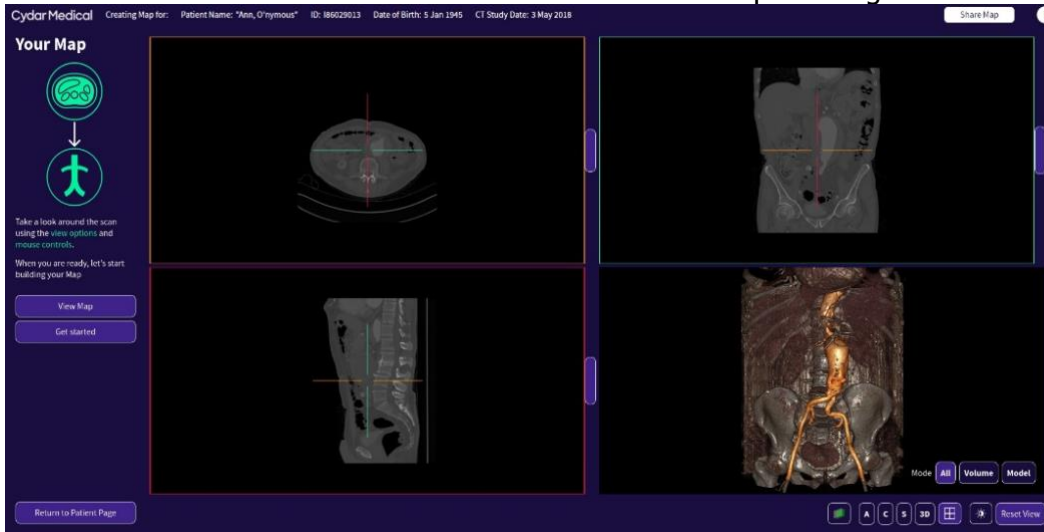 Cydar Medical Creating Map for: Patient Name: "Ann, O'nymous" ID: 186029013 Date of Birth: 5 Jan 1945 CT Study Date: 3 May 2018 Share Map
Your Map
Take a look around the scan
using the view options and
mouse controls.
When you are ready, let's start
building your Map
View Map
Get started
Mode All Volume Model
Return to Patient Page
A C S 3D Reset View